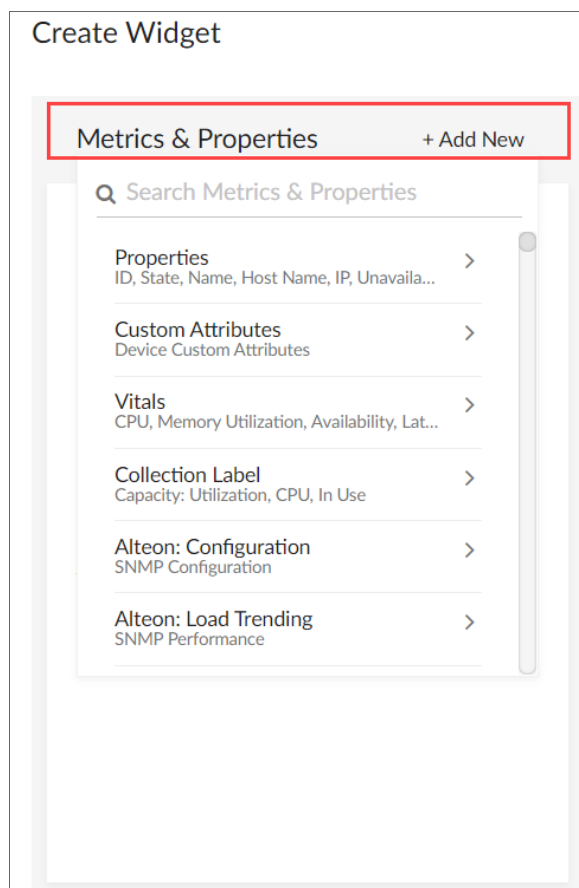 Create Widget
Metrics & Properties + Add New
Search Metrics & Properties
Properties
ID, State, Name, Host Name, IP, Unavaila...
Custom Attributes
Device Custom Attributes
Vitals
CPU, Memory Utilization, Availability, Lat...
Collection Label
Capacity: Utilization, CPU, In Use
Alteon: Configuration
SNMP Configuration
Alteon: Load Trending
SNMP Performance